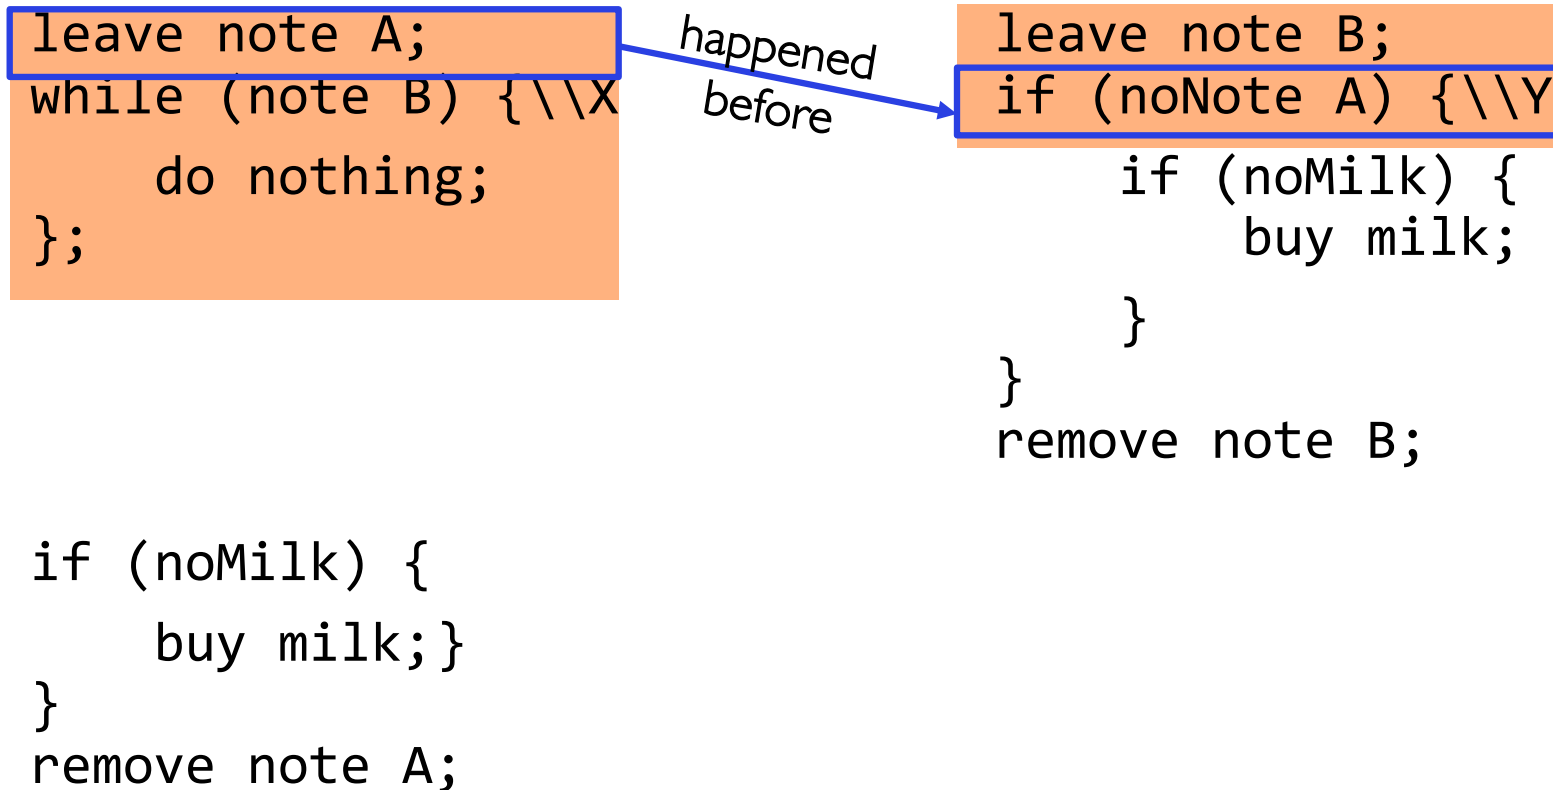 leave note A;
while (note B) {\\X
do nothing;
};
happened
before
leave note B;
if (noNote A) {\\Y
if (noMilk) {
buy milk;
}
}
remove note B;
if (noMilk) {
buy milk;}
}
remove note A;